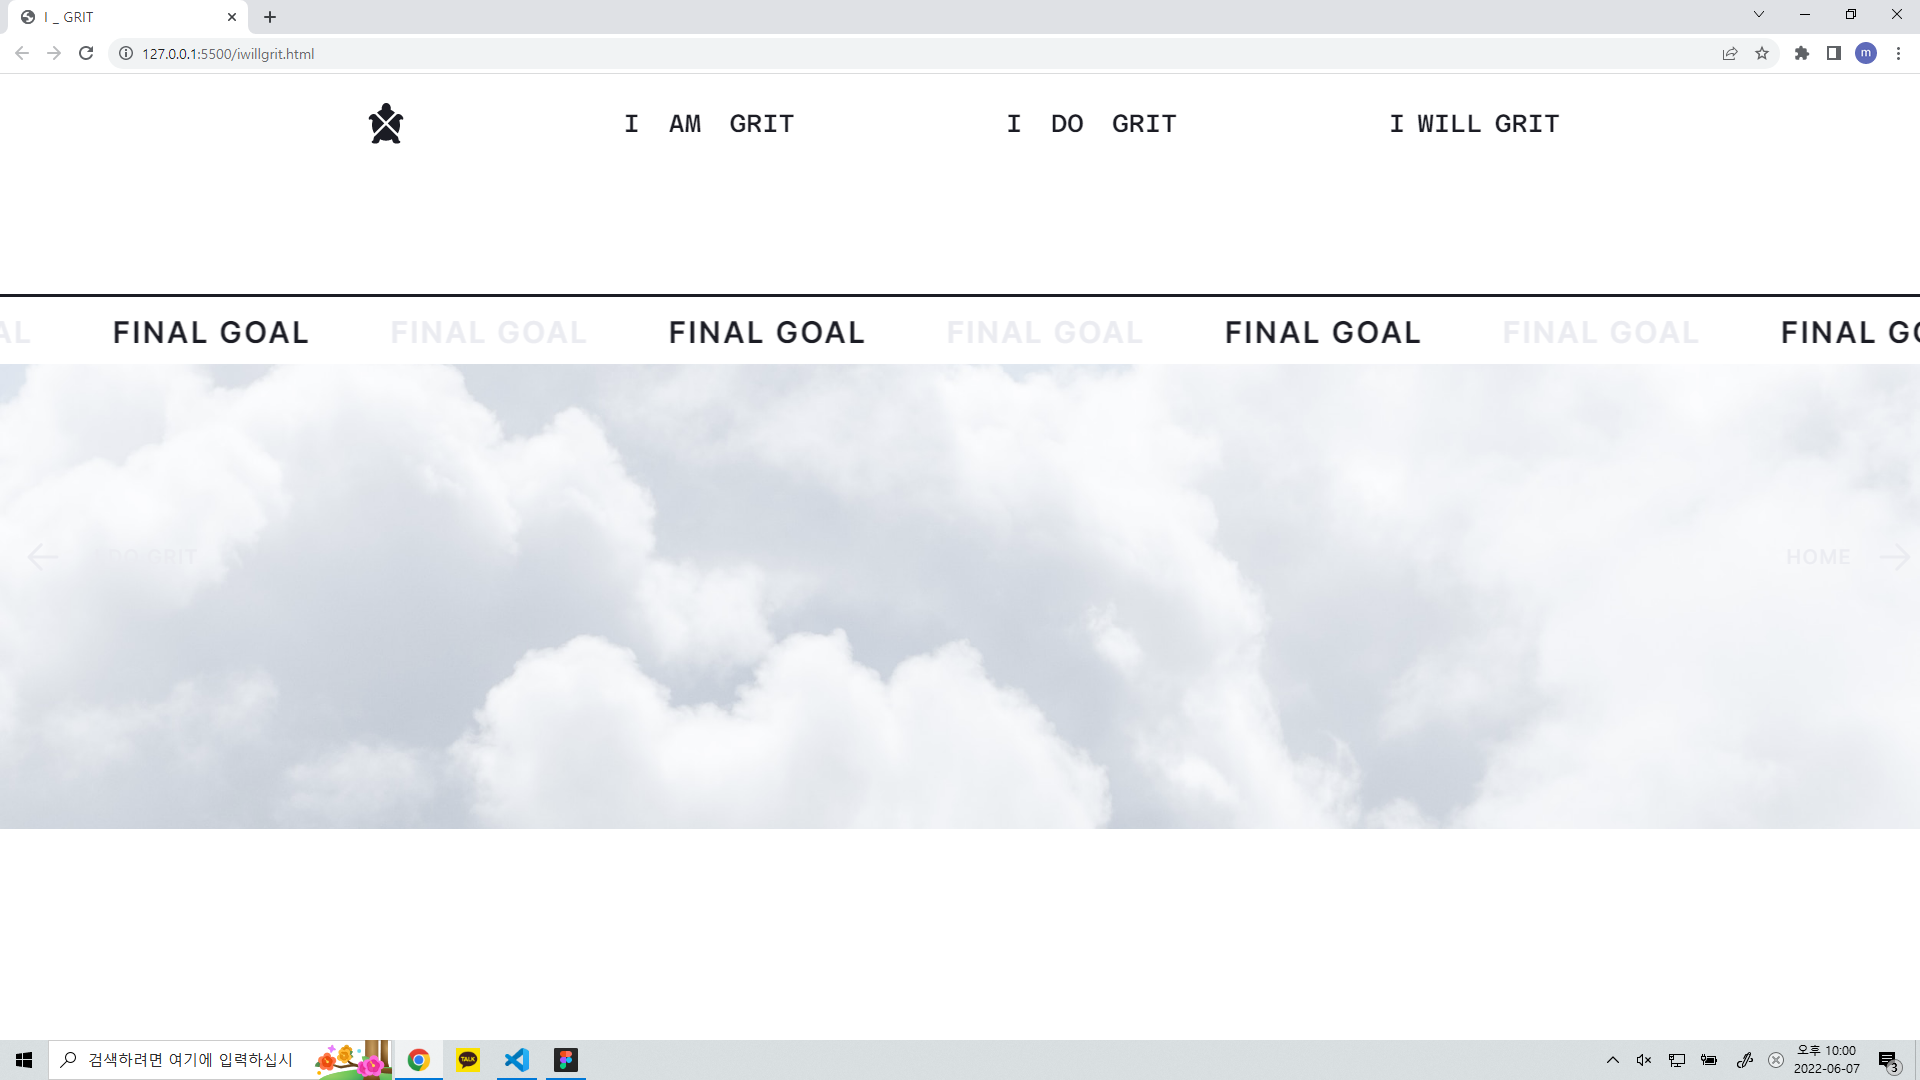 I _ GRIT
127.0.0.1:5500/iwillgrit.html
m
I AM GRIT
I DO GRIT
I WILL GRIT
AL FINAL GOAL FINAL GOAL FINAL GOAL FINAL GOAL FINAL GOAL FINAL GOAL FINAL GO
I DO GRIT
HOME
검색하려면 여기에 입력하십시
TALK
오후 10:00
2022-06-07
3